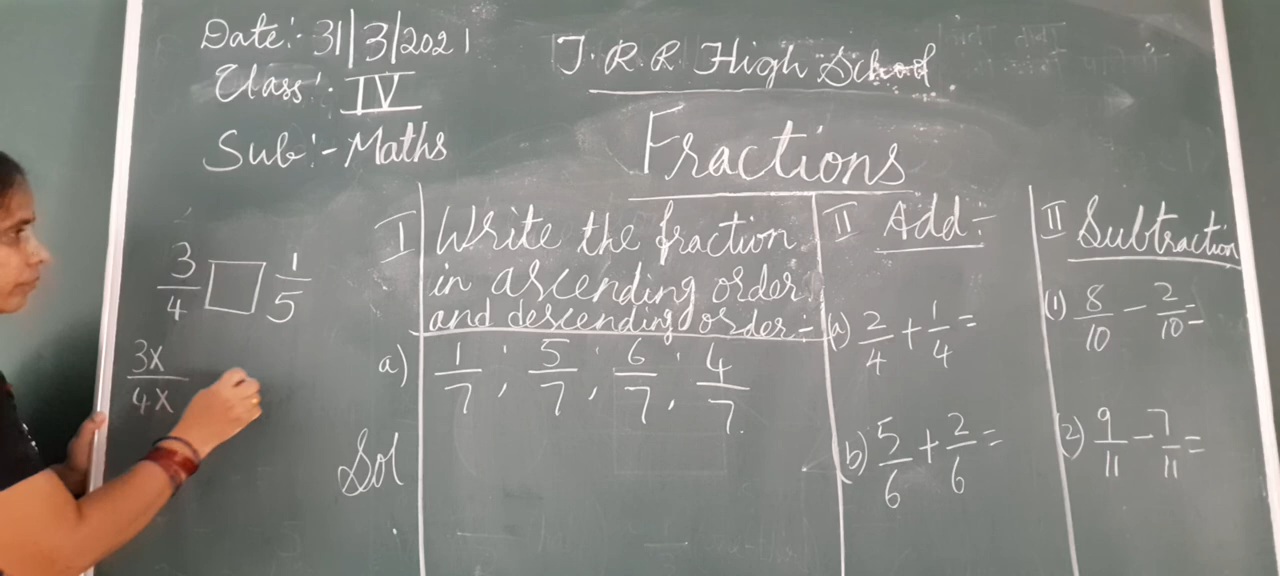 Date:- 31/3/2021
Class:- IV
Sub:- Maths
J.R.R High School
Fractions
3/4 □ 1/5
3x
4x
I Write the fraction
in ascending order
and descending order:-
a) 1/7, 5/7, 6/7, 4/7.
Sol
II Add:-
a) 2/4 + 1/4 =
b) 5/6 + 2/6 =
II Subtraction
(1) 8/10 - 2/10 =
2) 9/11 - 7/11 =